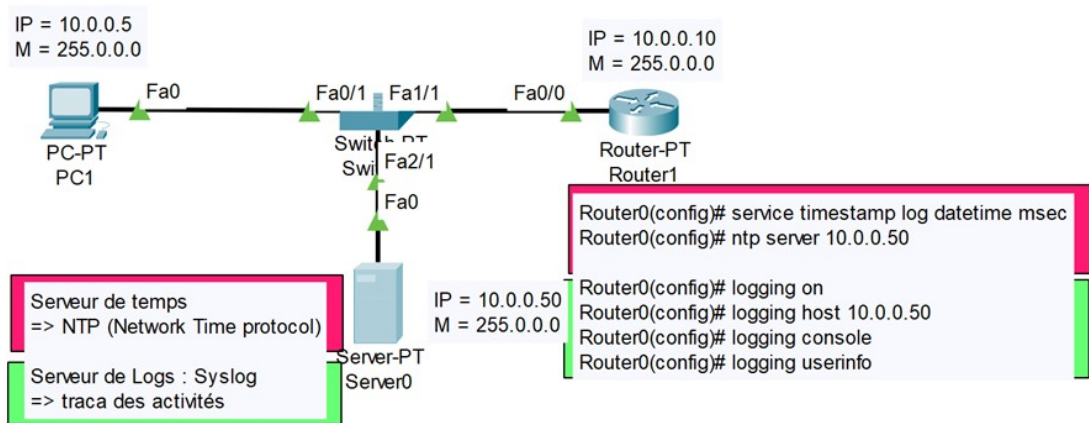 IP = 10.0.0.5
M = 255.0.0.0
IP = 10.0.0.10
M = 255.0.0.0
Fa0
Fa0/1
Fa1/1
Fa0/0
PC-PT
PC1
Fa2/1
Router-PT
Router1
Fa0
Router0(config)# service timestamp log datetime msec
Router0(config)# ntp server 10.0.0.50
Router0(config)# logging on
Router0(config)# logging host 10.0.0.50
Router0(config)# logging console
Router0(config)# logging userinfo
Serveur de temps
=> NTP (Network Time protocol)
IP = 10.0.0.50
M = 255.0.0.0
Server-PT
Server0
Serveur de Logs : Syslog
=> traca des activités